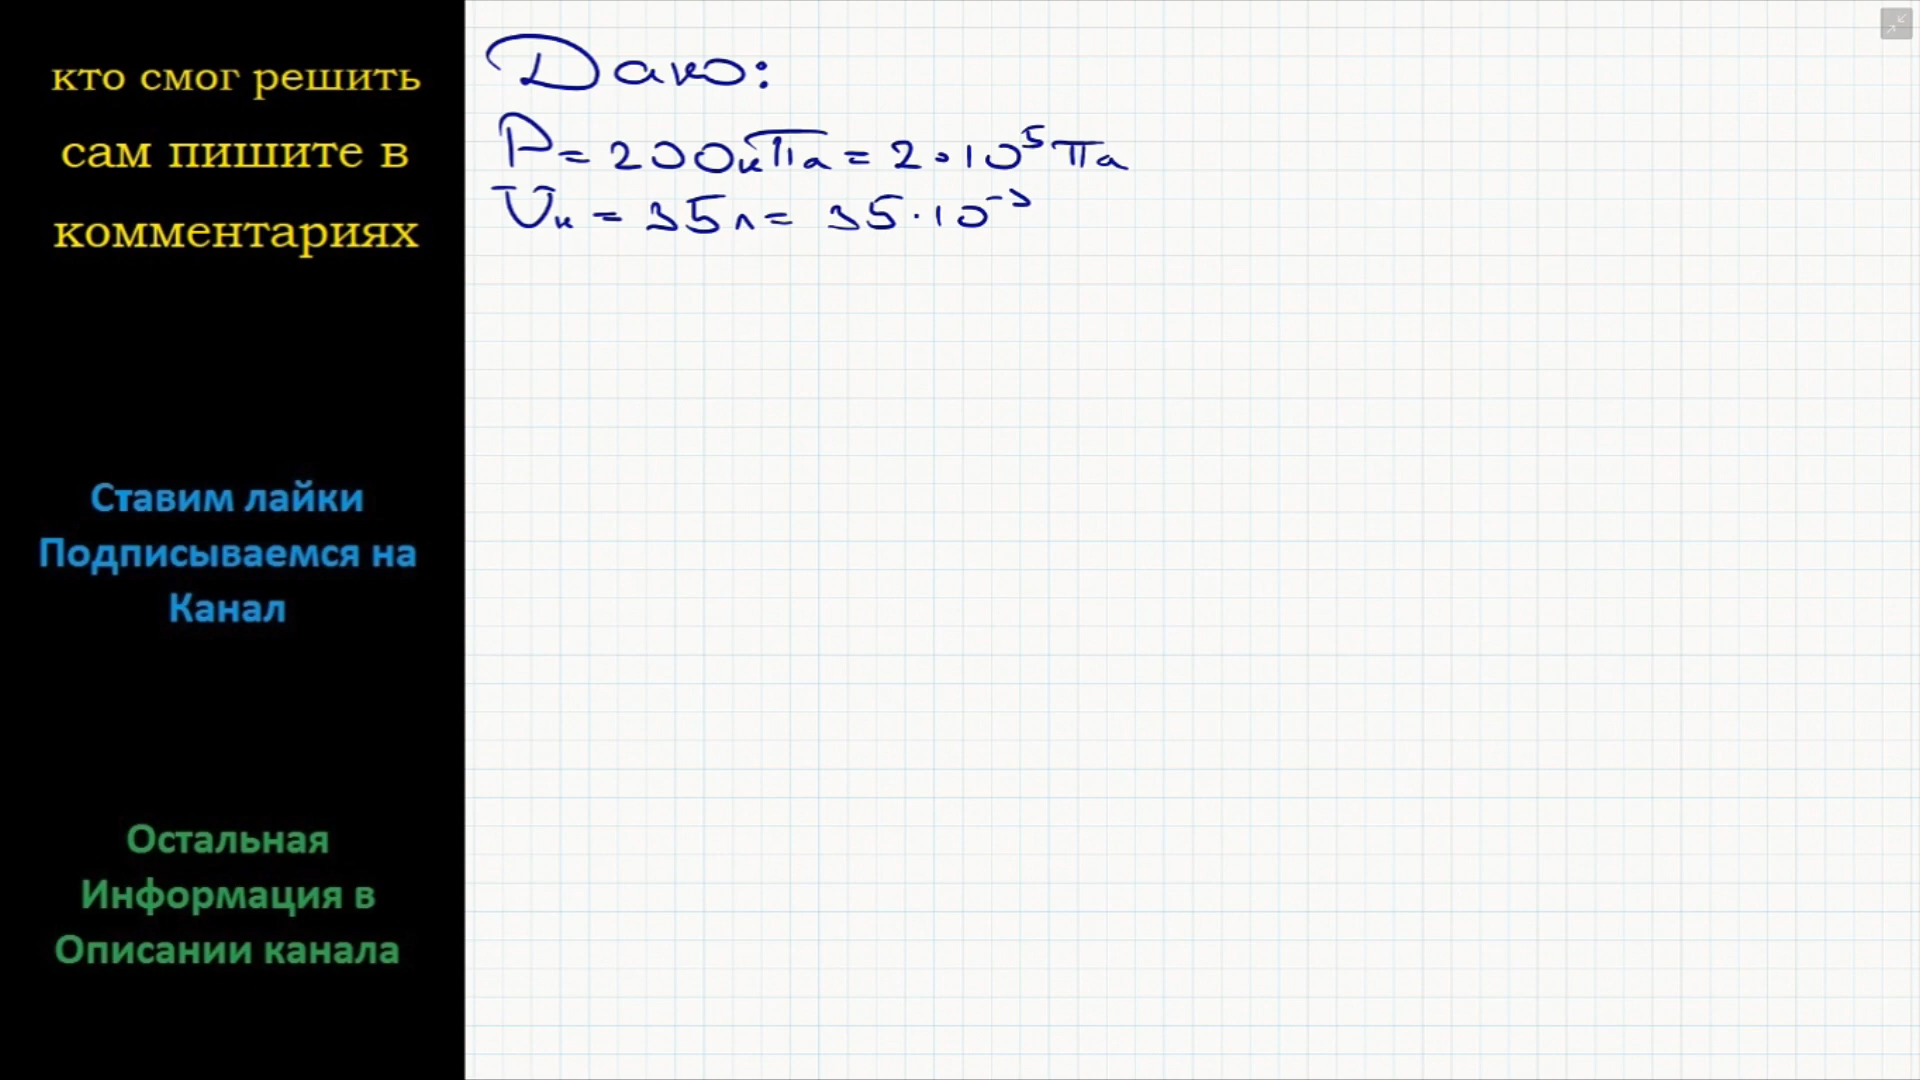 кто смог решить
сам пишите в
комментариях
Ставим лайки
Подписываемся на
Канал
Остальная
Информация в
Описании канала
Дано:
P = 200кПа = 2·10⁵ Па
Vк = 35л = 35·10⁻³